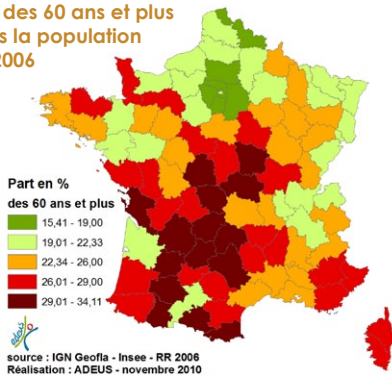 des 60 ans et plus
s la population
2006
Part en %
des 60 ans et plus
15,41 - 19,00
19,01 - 22,33
22,34 - 26,00
26,01 - 29,00
29,01 - 34,11
source : IGN Geofla - Insee - RR 2006
Réalisation : ADEUS - novembre 2010